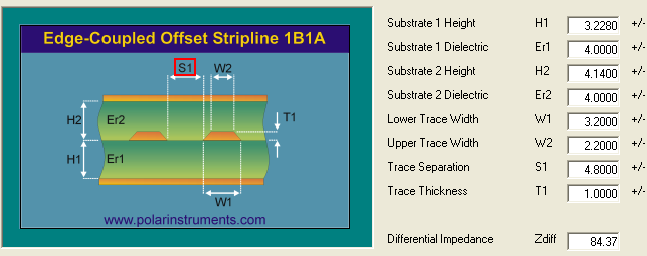 Edge-Coupled Offset Stripline 1B1A
S1
W2
H2
Er2
T1
H1
Er1
W1
www.polarinstruments.com
Substrate 1 Height H1 3.2280 +/-
Substrate 1 Dielectric Er1 4.0000 +/-
Substrate 2 Height H2 4.1400 +/-
Substrate 2 Dielectric Er2 4.0000 +/-
Lower Trace Width W1 3.2000 +/-
Upper Trace Width W2 2.2000 +/-
Trace Separation S1 4.8000 +/-
Trace Thickness T1 1.0000 +/-
Differential Impedance Zdiff 84.37